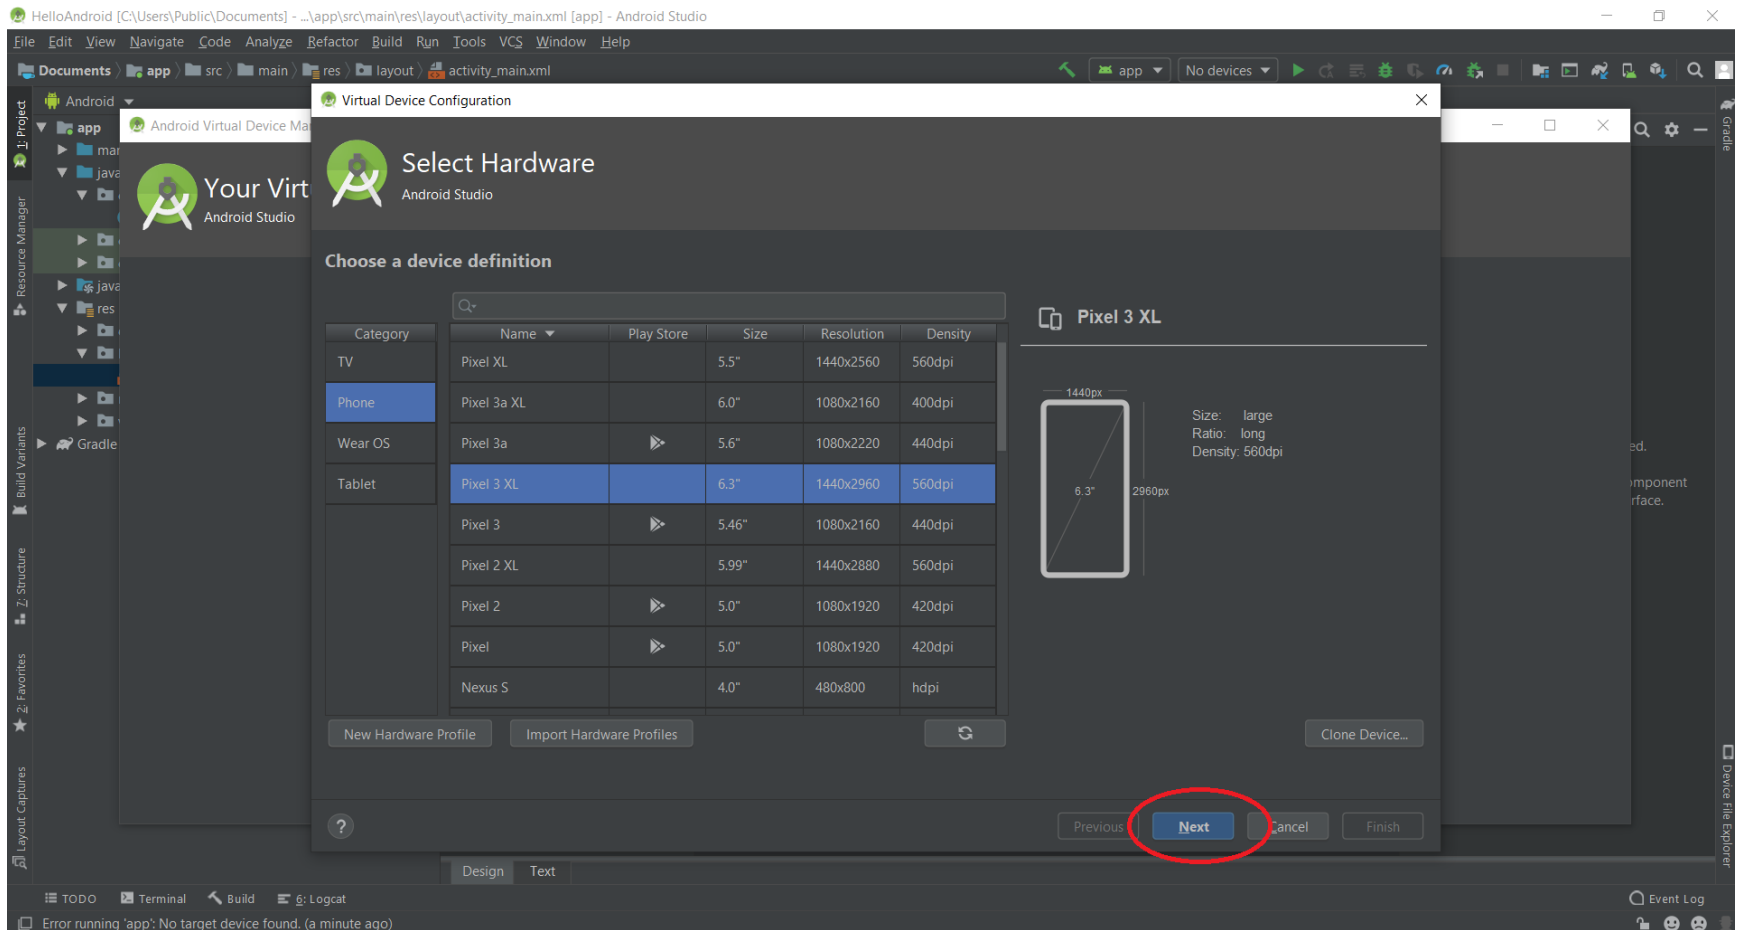 HelloAndroid [C:\Users\Public\Documents] - ...\app\src\main\res\layout\activity_main.xml [app] - Android Studio
File Edit View Navigate Code Analyze Refactor Build Run Tools VCS Window Help
Documents app src main res layout activity_main.xml app No devices
Android
1: Project
Resource Manager
Build Variants
7: Structure
2: Favorites
Layout Captures
app
java
java
res
Gradle
Android Virtual Device
Your
Android Studio
Virtual Device Configuration
Select Hardware
Android Studio
Choose a device definition
Category Name Play Store Size Resolution Density
TV
Phone
Wear OS
Tablet
Pixel XL 5.5" 1440x2560 560dpi
Pixel 3a XL 6.0" 1080x2160 400dpi
Pixel 3a 5.6" 1080x2220 440dpi
Pixel 3 XL 6.3" 1440x2960 560dpi
Pixel 3 5.46" 1080x2160 440dpi
Pixel 2 XL 5.99" 1440x2880 560dpi
Pixel 2 5.0" 1080x1920 420dpi
Pixel 5.0" 1080x1920 420dpi
Nexus S 4.0" 480x800 hdpi
Pixel 3 XL
1440px
6.3"
2960px
Size: large
Ratio: long
Density: 560dpi
New Hardware Profile Import Hardware Profiles Clone Device...
? Previous Next Cancel Finish
Gradle
Device File Explorer
Design Text
TODO Terminal Build 6: Logcat Event Log
Error running 'app': No target device found. (a minute ago)